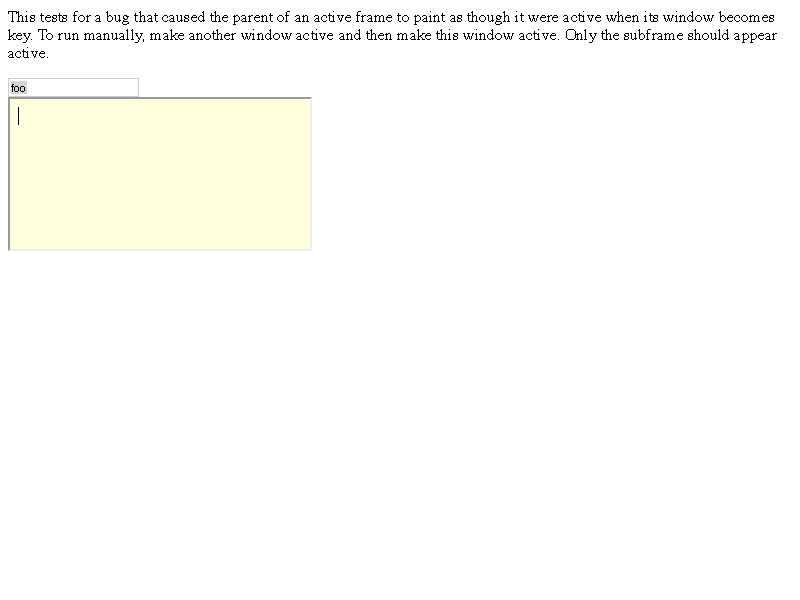 This tests for a bug that caused the parent of an active frame to paint as though it were active when its window becomes
key. To run manually, make another window active and then make this window active. Only the subframe should appear
active.
foo